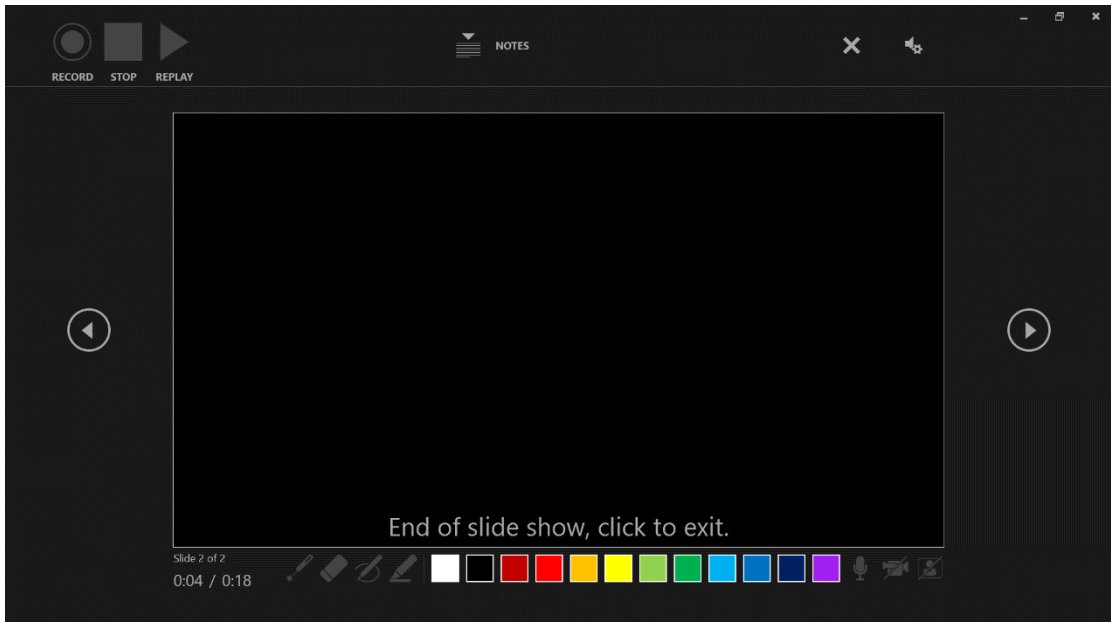 NOTES
RECORD STOP REPLAY
End of slide show, click to exit.
Slide 2 of 2
0:04 / 0:18